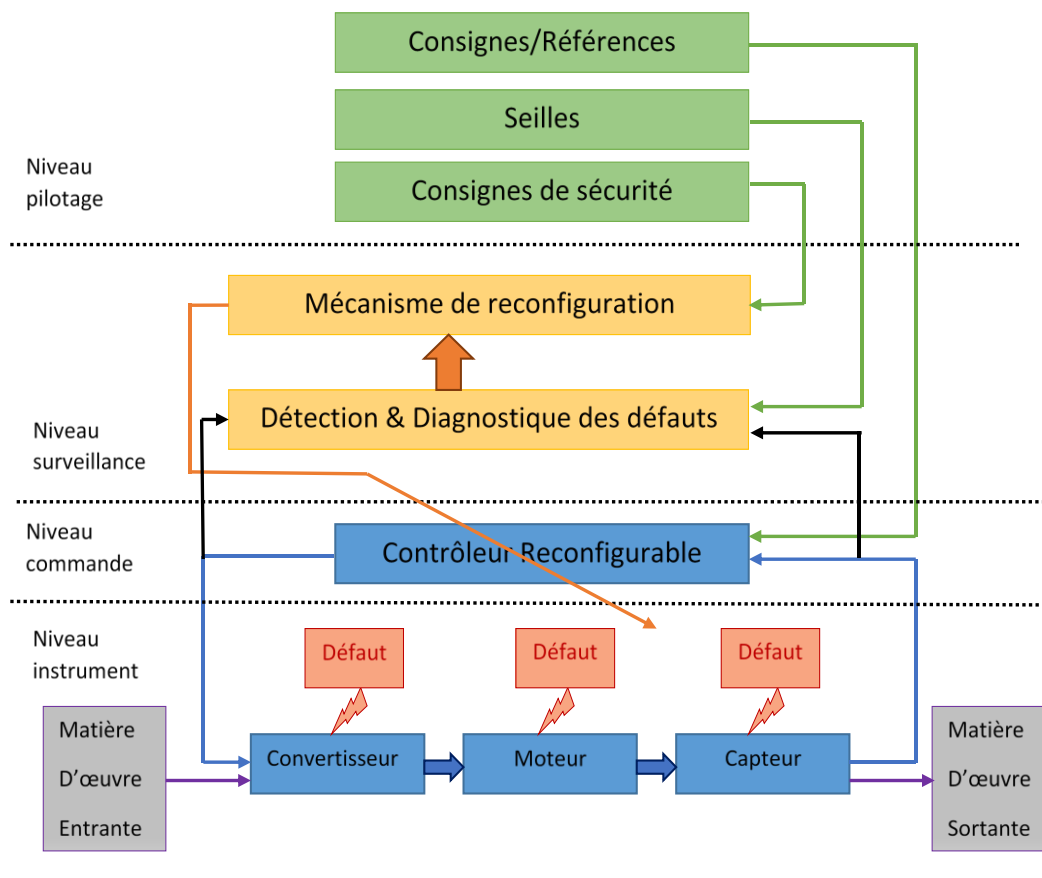 Consignes/Références
Seilles
Niveau
pilotage
Consignes de sécurité
Mécanisme de reconfiguration
Détection & Diagnostique des défauts
Niveau
surveillance
Niveau
commande
Contrôleur Reconfigurable
Niveau
instrument
Défaut
Défaut
Défaut
Matière
D’œuvre
Entrante
Convertisseur
Moteur
Capteur
Matière
D’œuvre
Sortante